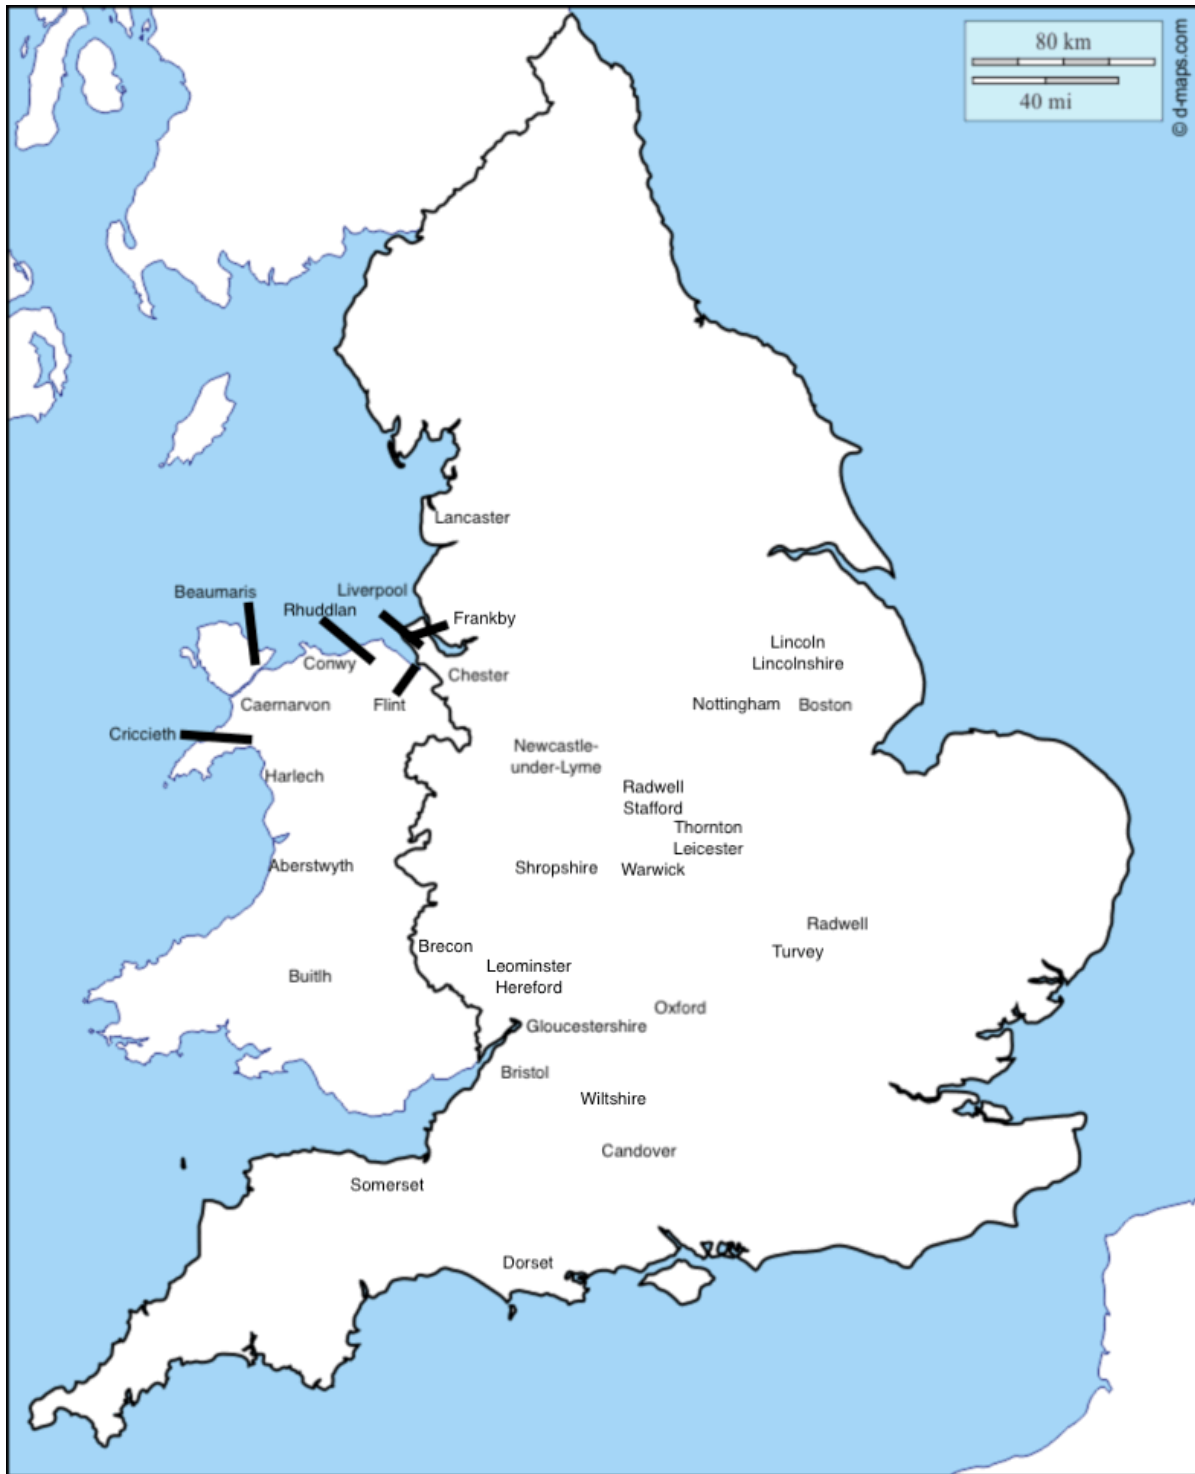 80 km
40 mi
© d-maps.com
Lancaster
Beaumaris
Liverpool
Rhuddlan
Frankby
Lincoln
Lincolnshire
Conwy
Chester
Caernarvon
Flint
Nottingham
Boston
Criccieth
Newcastle-
under-Lyme
Harlech
Radwell
Stafford
Thornton
Leicester
Aberstwyth
Shropshire
Warwick
Radwell
Brecon
Turvey
Leominster
Hereford
Buitlh
Oxford
Gloucestershire
Bristol
Wiltshire
Candover
Somerset
Dorset